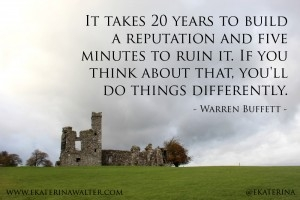 It takes 20 years to build
a reputation and five
minutes to ruin it. If you
think about that, you'll
do things differently.
- Warren Buffett -
www.ekaterinawalter.com
@Ekaterina